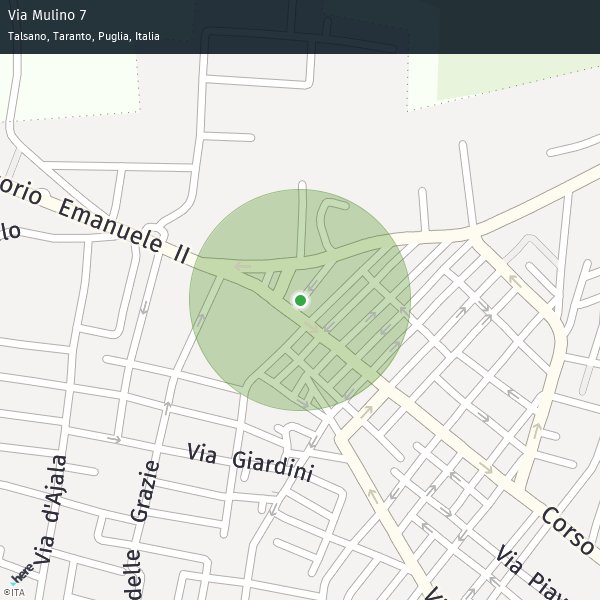 Via Mulino 7
Talsano, Taranto, Puglia, Italia
orio Emanuele II
llo
Via Giardini
Via d'Ajala
delle Grazie
Corso
Via Piav
here
©ITA